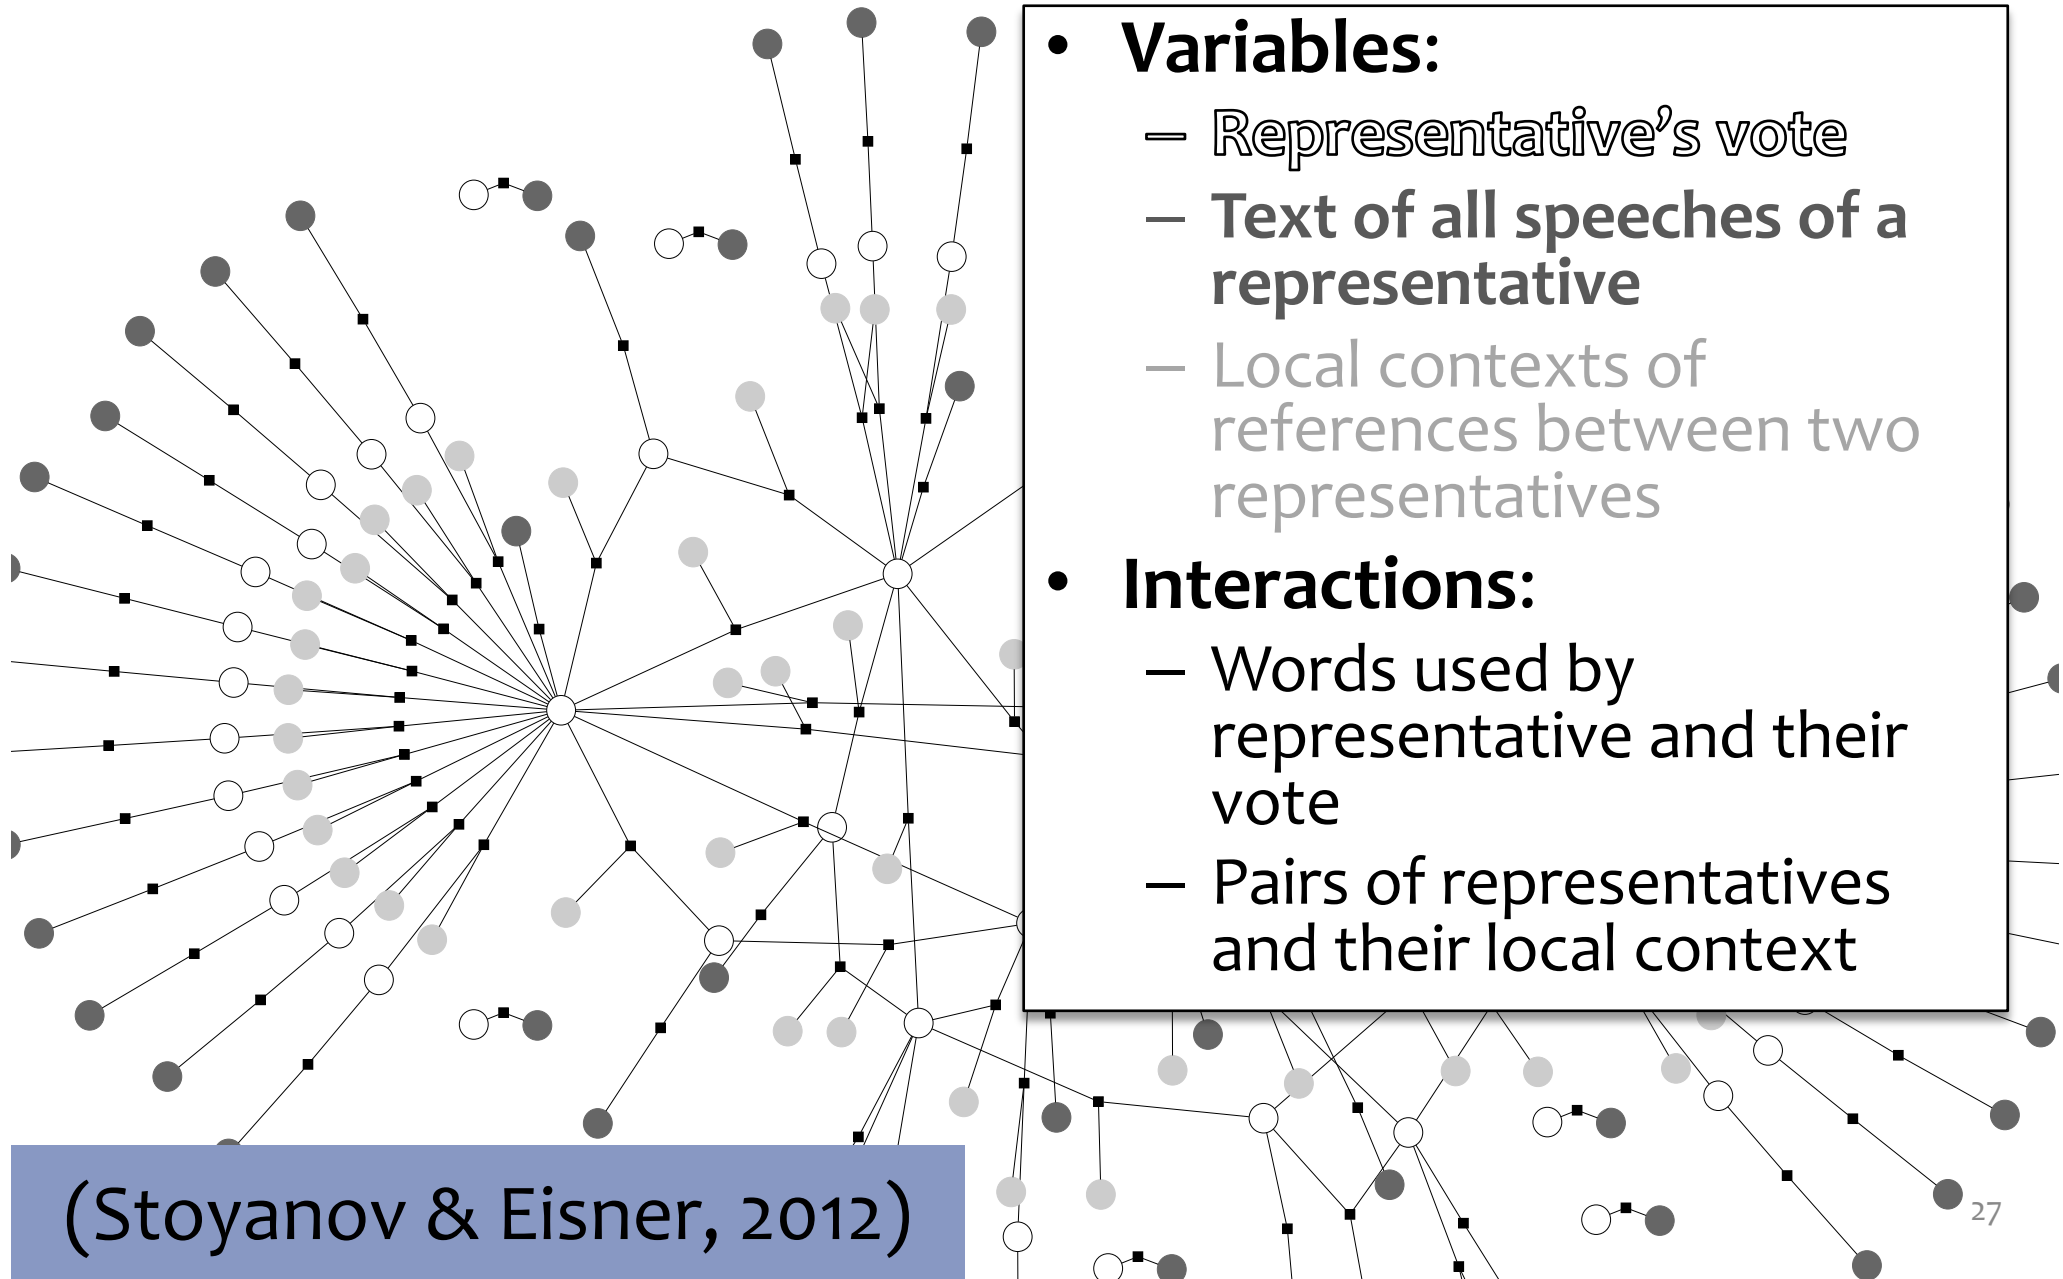 • Variables:
– Representative’s vote
– Text of all speeches of a
representative
– Local contexts of
references between two
representatives
• Interactions:
– Words used by
representative and their
vote
– Pairs of representatives
and their local context
(Stoyanov & Eisner, 2012)
27